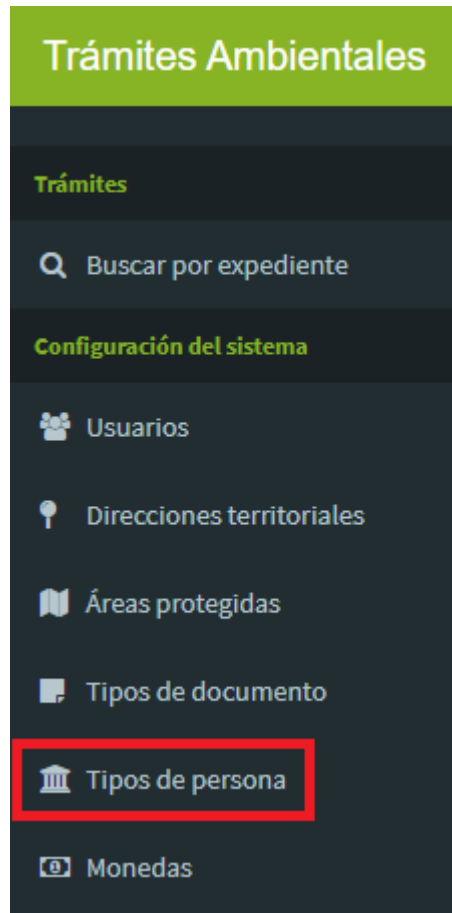 Trámites Ambientales
Trámites
Buscar por expediente
Configuración del sistema
Usuarios
Direcciones territoriales
Áreas protegidas
Tipos de documento
Tipos de persona
Monedas